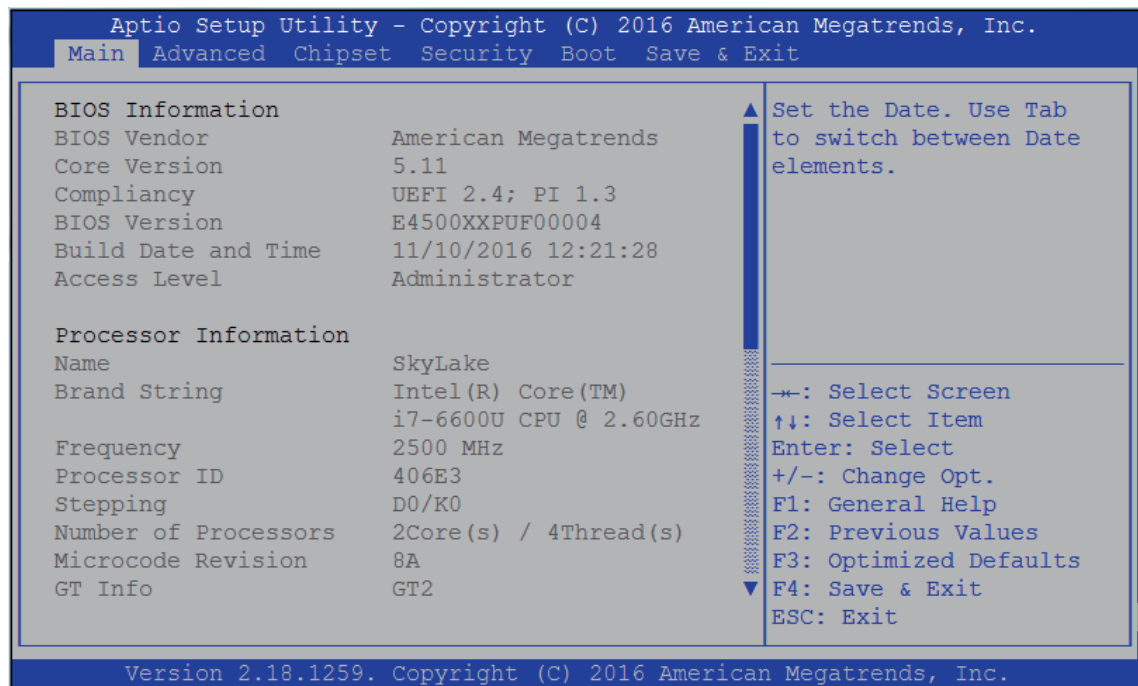 Aptio Setup Utility – Copyright (C) 2016 American Megatrends, Inc.
Main Advanced Chipset Security Boot Save & Exit
BIOS Information
BIOS Vendor American Megatrends
Core Version 5.11
Compliancy UEFI 2.4; PI 1.3
BIOS Version E4500XXPUF00004
Build Date and Time 11/10/2016 12:21:28
Access Level Administrator
Processor Information
Name SkyLake
Brand String Intel(R) Core(TM)
i7-6600U CPU @ 2.60GHz
Frequency 2500 MHz
Processor ID 406E3
Stepping D0/K0
Number of Processors 2Core(s) / 4Thread(s)
Microcode Revision 8A
GT Info GT2
Set the Date. Use Tab
to switch between Date
elements.
→←: Select Screen
↑↓: Select Item
Enter: Select
+/-: Change Opt.
F1: General Help
F2: Previous Values
F3: Optimized Defaults
F4: Save & Exit
ESC: Exit
Version 2.18.1259. Copyright (C) 2016 American Megatrends, Inc.